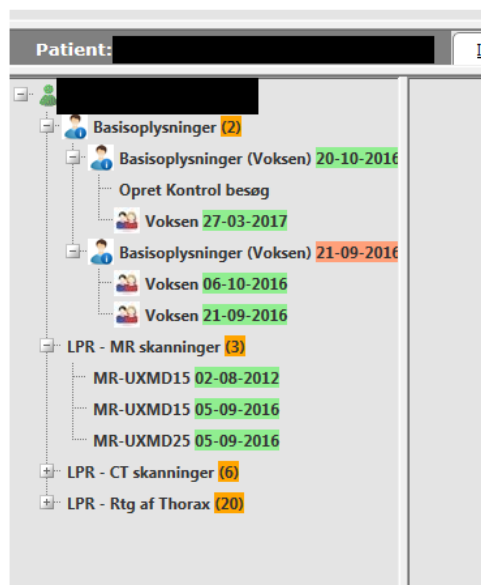 Patient:
Basisoplysninger (2)
Basisoplysninger (Voksen) 20-10-2016
Opret Kontrol besøg
Voksen 27-03-2017
Basisoplysninger (Voksen) 21-09-2016
Voksen 06-10-2016
Voksen 21-09-2016
LPR - MR skanninger (3)
MR-UXMD15 02-08-2012
MR-UXMD15 05-09-2016
MR-UXMD25 05-09-2016
LPR - CT skanninger (6)
LPR - Rtg af Thorax (20)